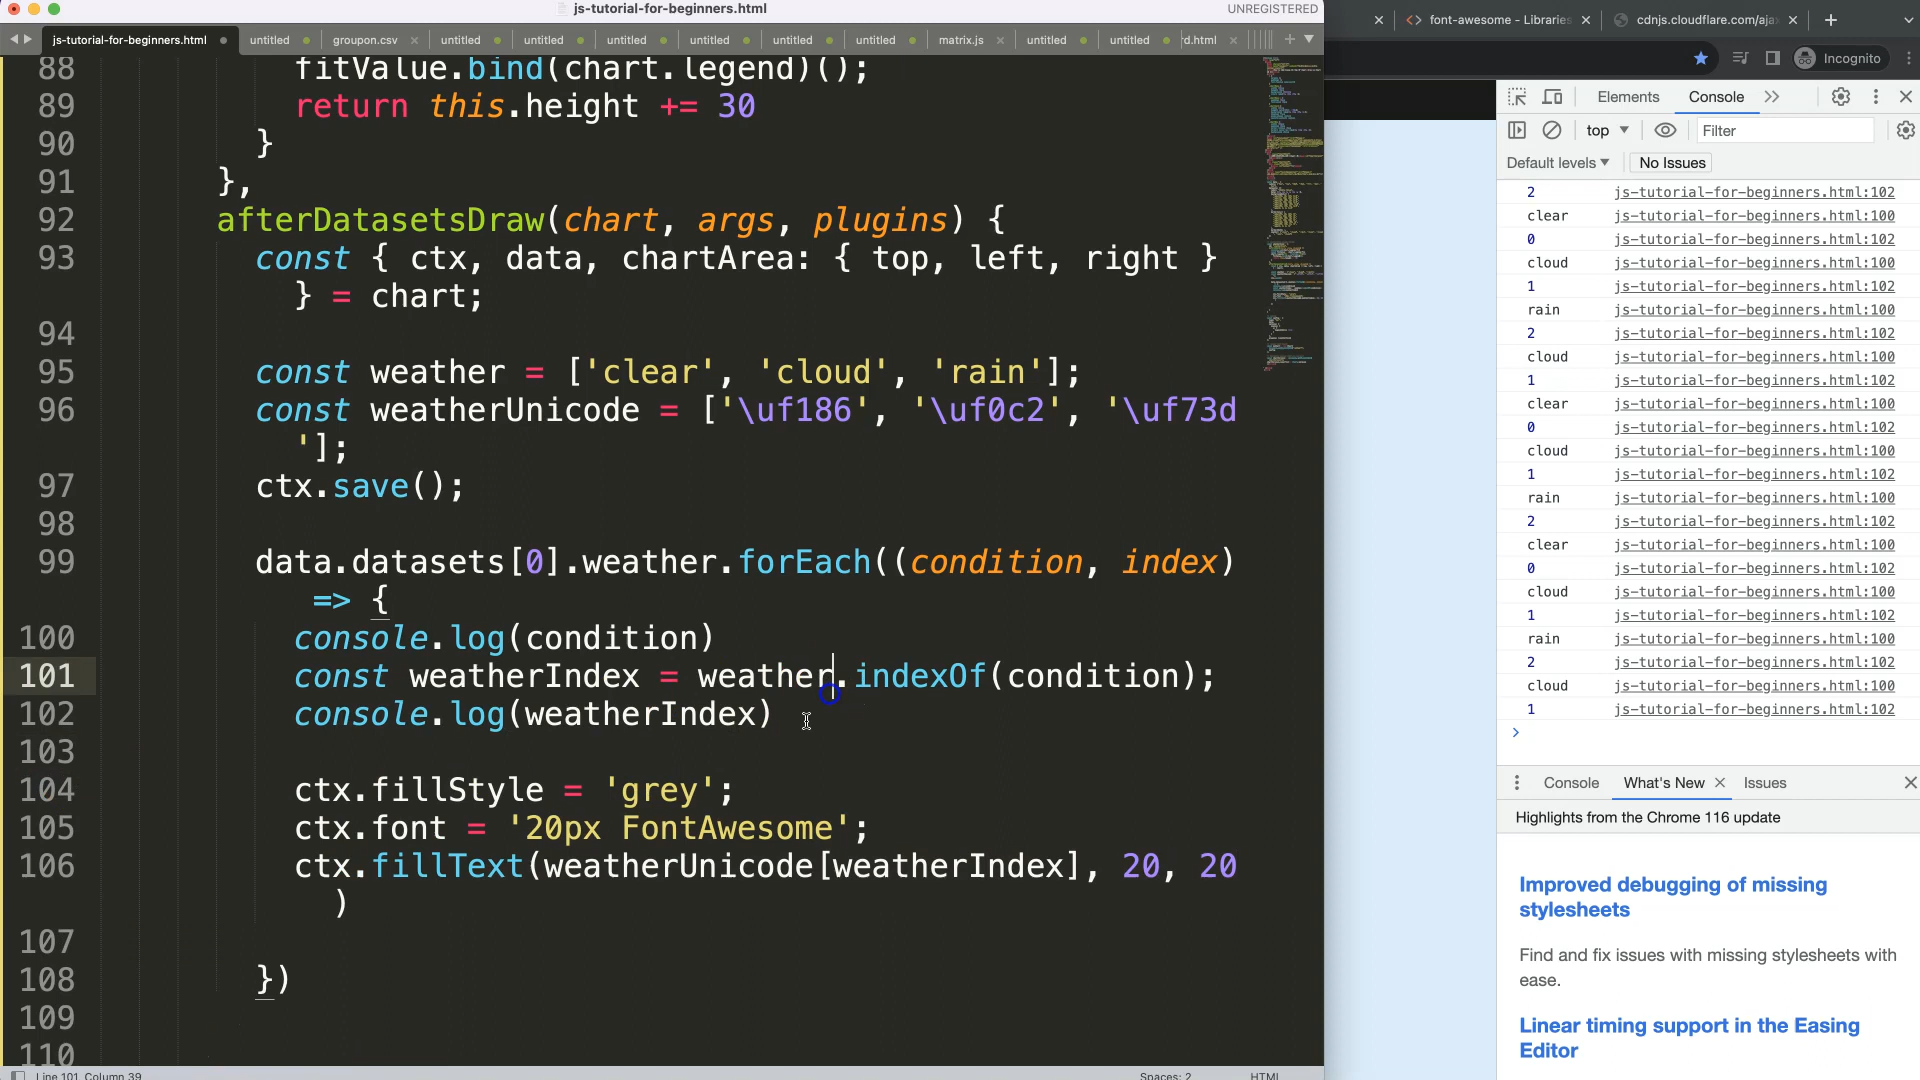 js-tutorial-for-beginners.html
UNREGISTERED
js-tutorial-for-beginners.html untitled groupon.csv untitled untitled untitled untitled untitled untitled matrix.js untitled untitled rd.html
font-awesome - Libraries
cdnjs.cloudflare.com/ajax
Incognito
88 fitValue.bind(chart.legend)();
89 return this.height += 30
90 }
91 },
92 afterDatasetsDraw(chart, args, plugins) {
93 const { ctx, data, chartArea: { top, left, right }
} = chart;
94
95 const weather = ['clear', 'cloud', 'rain'];
96 const weatherUnicode = ['\uf186', '\uf0c2', '\uf73d
'];
97 ctx.save();
98
99 data.datasets[0].weather.forEach((condition, index)
=> {
100 console.log(condition)
101 const weatherIndex = weather.indexOf(condition);
102 console.log(weatherIndex)
103
104 ctx.fillStyle = 'grey';
105 ctx.font = '20px FontAwesome';
106 ctx.fillText(weatherUnicode[weatherIndex], 20, 20
)
107
108 })
109
110
Line 101, Column 39
Spaces: 2
HTML
Elements Console
top Filter
Default levels No Issues
2 js-tutorial-for-beginners.html:102
clear js-tutorial-for-beginners.html:100
0 js-tutorial-for-beginners.html:102
cloud js-tutorial-for-beginners.html:100
1 js-tutorial-for-beginners.html:102
rain js-tutorial-for-beginners.html:100
2 js-tutorial-for-beginners.html:102
cloud js-tutorial-for-beginners.html:100
1 js-tutorial-for-beginners.html:102
clear js-tutorial-for-beginners.html:100
0 js-tutorial-for-beginners.html:102
cloud js-tutorial-for-beginners.html:100
1 js-tutorial-for-beginners.html:102
rain js-tutorial-for-beginners.html:100
2 js-tutorial-for-beginners.html:102
clear js-tutorial-for-beginners.html:100
0 js-tutorial-for-beginners.html:102
cloud js-tutorial-for-beginners.html:100
1 js-tutorial-for-beginners.html:102
rain js-tutorial-for-beginners.html:100
2 js-tutorial-for-beginners.html:102
cloud js-tutorial-for-beginners.html:100
1 js-tutorial-for-beginners.html:102
Console What's New Issues
Highlights from the Chrome 116 update
Improved debugging of missing
stylesheets
Find and fix issues with missing stylesheets with
ease.
Linear timing support in the Easing
Editor